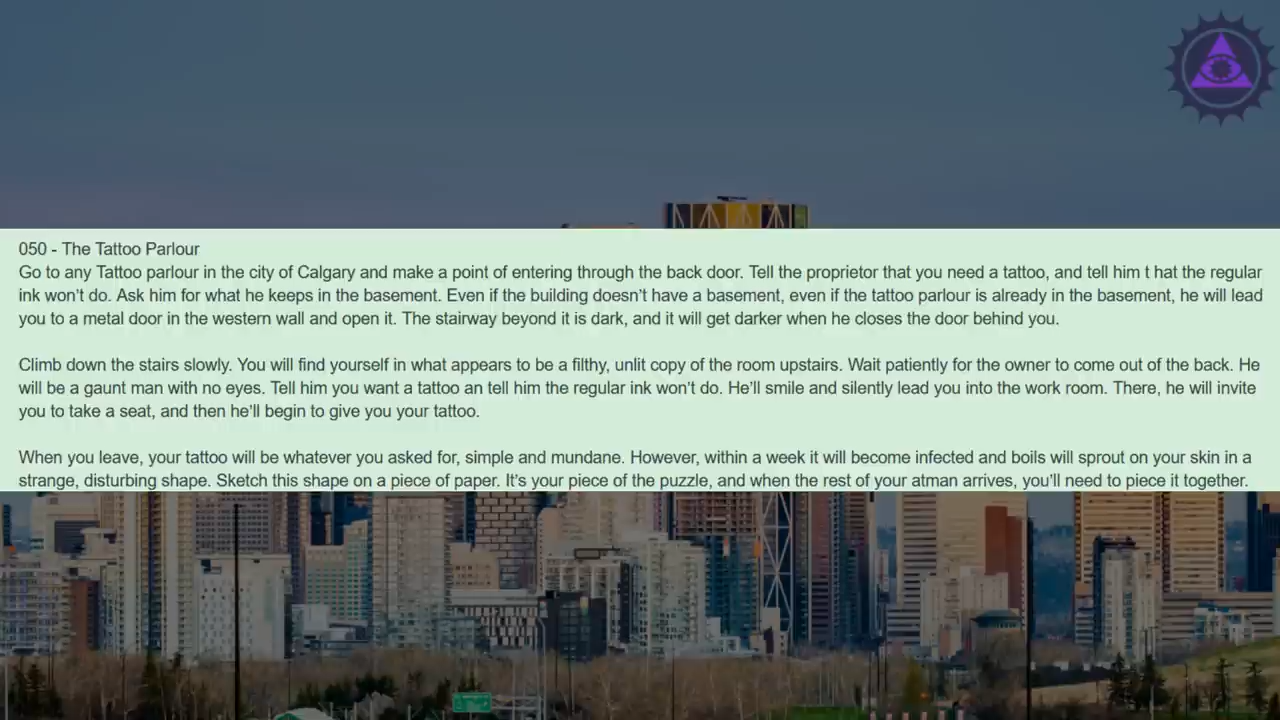 050 - The Tattoo Parlour
Go to any Tattoo parlour in the city of Calgary and make a point of entering through the back door. Tell the proprietor that you need a tattoo, and tell him t hat the regular
ink won't do. Ask him for what he keeps in the basement. Even if the building doesn't have a basement, even if the tattoo parlour is already in the basement, he will lead
you to a metal door in the western wall and open it. The stairway beyond it is dark, and it will get darker when he closes the door behind you.
Climb down the stairs slowly. You will find yourself in what appears to be a filthy, unlit copy of the room upstairs. Wait patiently for the owner to come out of the back. He
will be a gaunt man with no eyes. Tell him you want a tattoo an tell him the regular ink won't do. He'll smile and silently lead you into the work room. There, he will invite
you to take a seat, and then he'll begin to give you your tattoo.
When you leave, your tattoo will be whatever you asked for, simple and mundane. However, within a week it will become infected and boils will sprout on your skin in a
strange, disturbing shape. Sketch this shape on a piece of paper. It's your piece of the puzzle, and when the rest of your atman arrives, you'll need to piece it together.